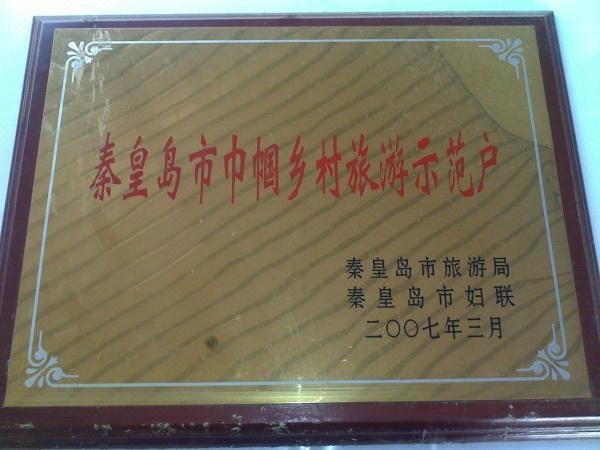 秦皇岛市巾帼乡村旅游示范户
秦皇岛市旅游局
秦皇岛市妇联
二〇〇七年三月